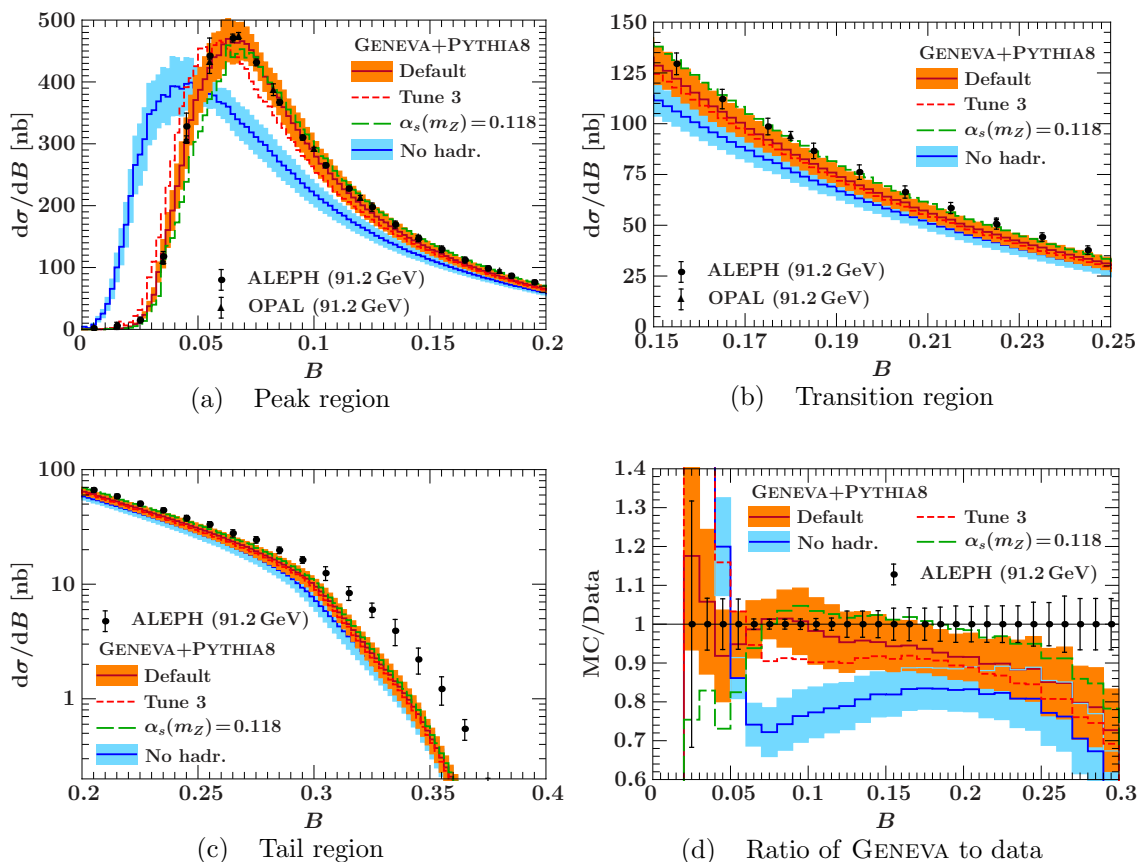 GENEVA+PYTHIA8
Default
Tune 3
αs(mZ)=0.118
No hadr.
ALEPH (91.2 GeV)
OPAL (91.2 GeV)
dσ/dB [nb]
500
400
300
200
100
0
0 0.05 0.1 0.15 0.2
B
(a) Peak region
GENEVA+PYTHIA8
Default
Tune 3
αs(mZ)=0.118
No hadr.
ALEPH (91.2 GeV)
OPAL (91.2 GeV)
dσ/dB [nb]
150
125
100
75
50
25
0
0.15 0.17 0.19 0.21 0.23 0.25
B
(b) Transition region
dσ/dB [nb]
100
10
1
ALEPH (91.2 GeV)
GENEVA+PYTHIA8
Default
Tune 3
αs(mZ)=0.118
No hadr.
0.2 0.25 0.3 0.35 0.4
B
(c) Tail region
MC/Data
1.4
1.3
1.2
1.1
1
0.9
0.8
0.7
0.6
GENEVA+PYTHIA8
Default Tune 3
No hadr. αs(mZ)=0.118
ALEPH (91.2 GeV)
0 0.05 0.1 0.15 0.2 0.25 0.3
B
(d) Ratio of GENEVA to data